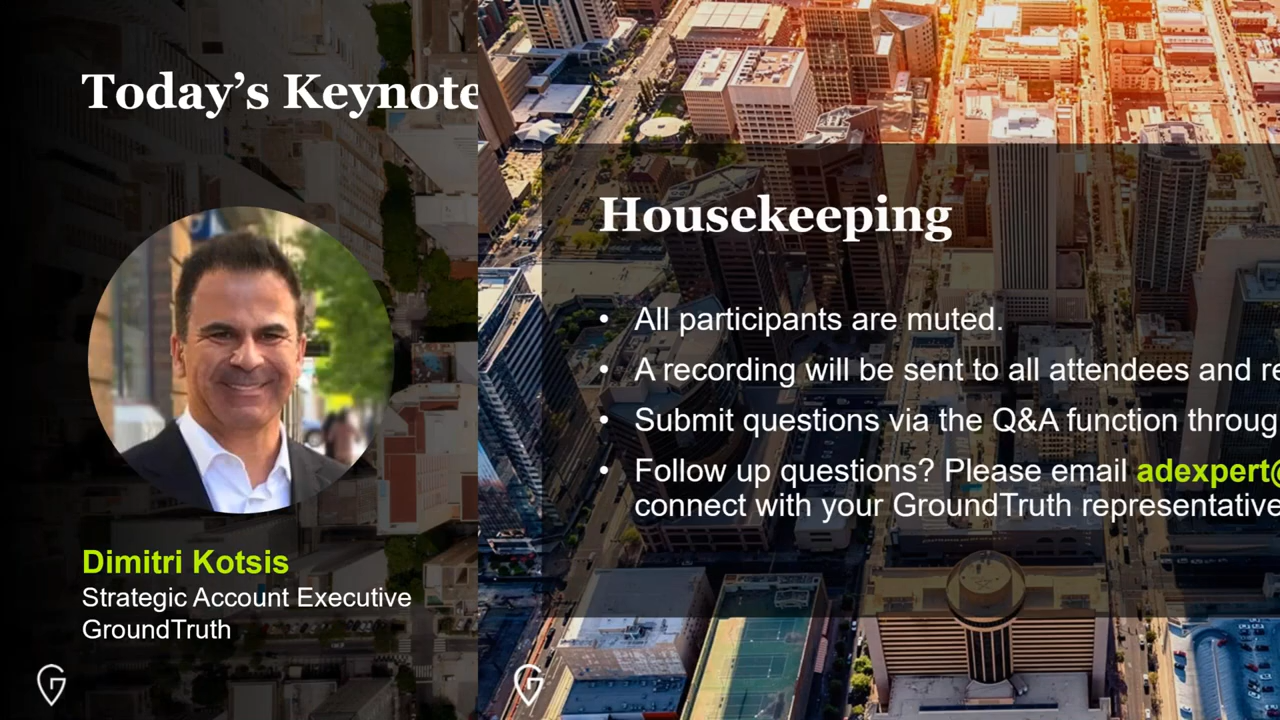 Today’s Keynote
Dimitri Kotsis
Strategic Account Executive
GroundTruth
Housekeeping
• All participants are muted.
• A recording will be sent to all attendees and re
• Submit questions via the Q&A function throug
• Follow up questions? Please email adexpert@
connect with your GroundTruth representative